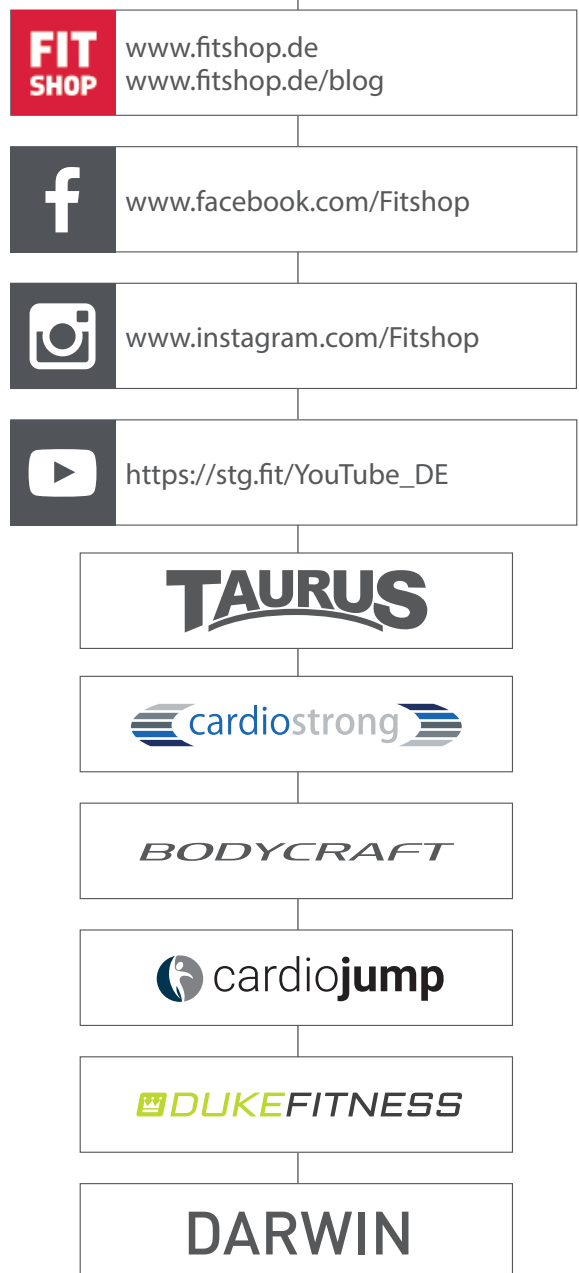 FIT
SHOP
www.fitshop.de
www.fitshop.de/blog
f
www.facebook.com/Fitshop
www.instagram.com/Fitshop
https://stg.fit/YouTube_DE
TAURUS
cardiostrong
BODYCRAFT
cardiojump
DUKEFITNESS
DARWIN